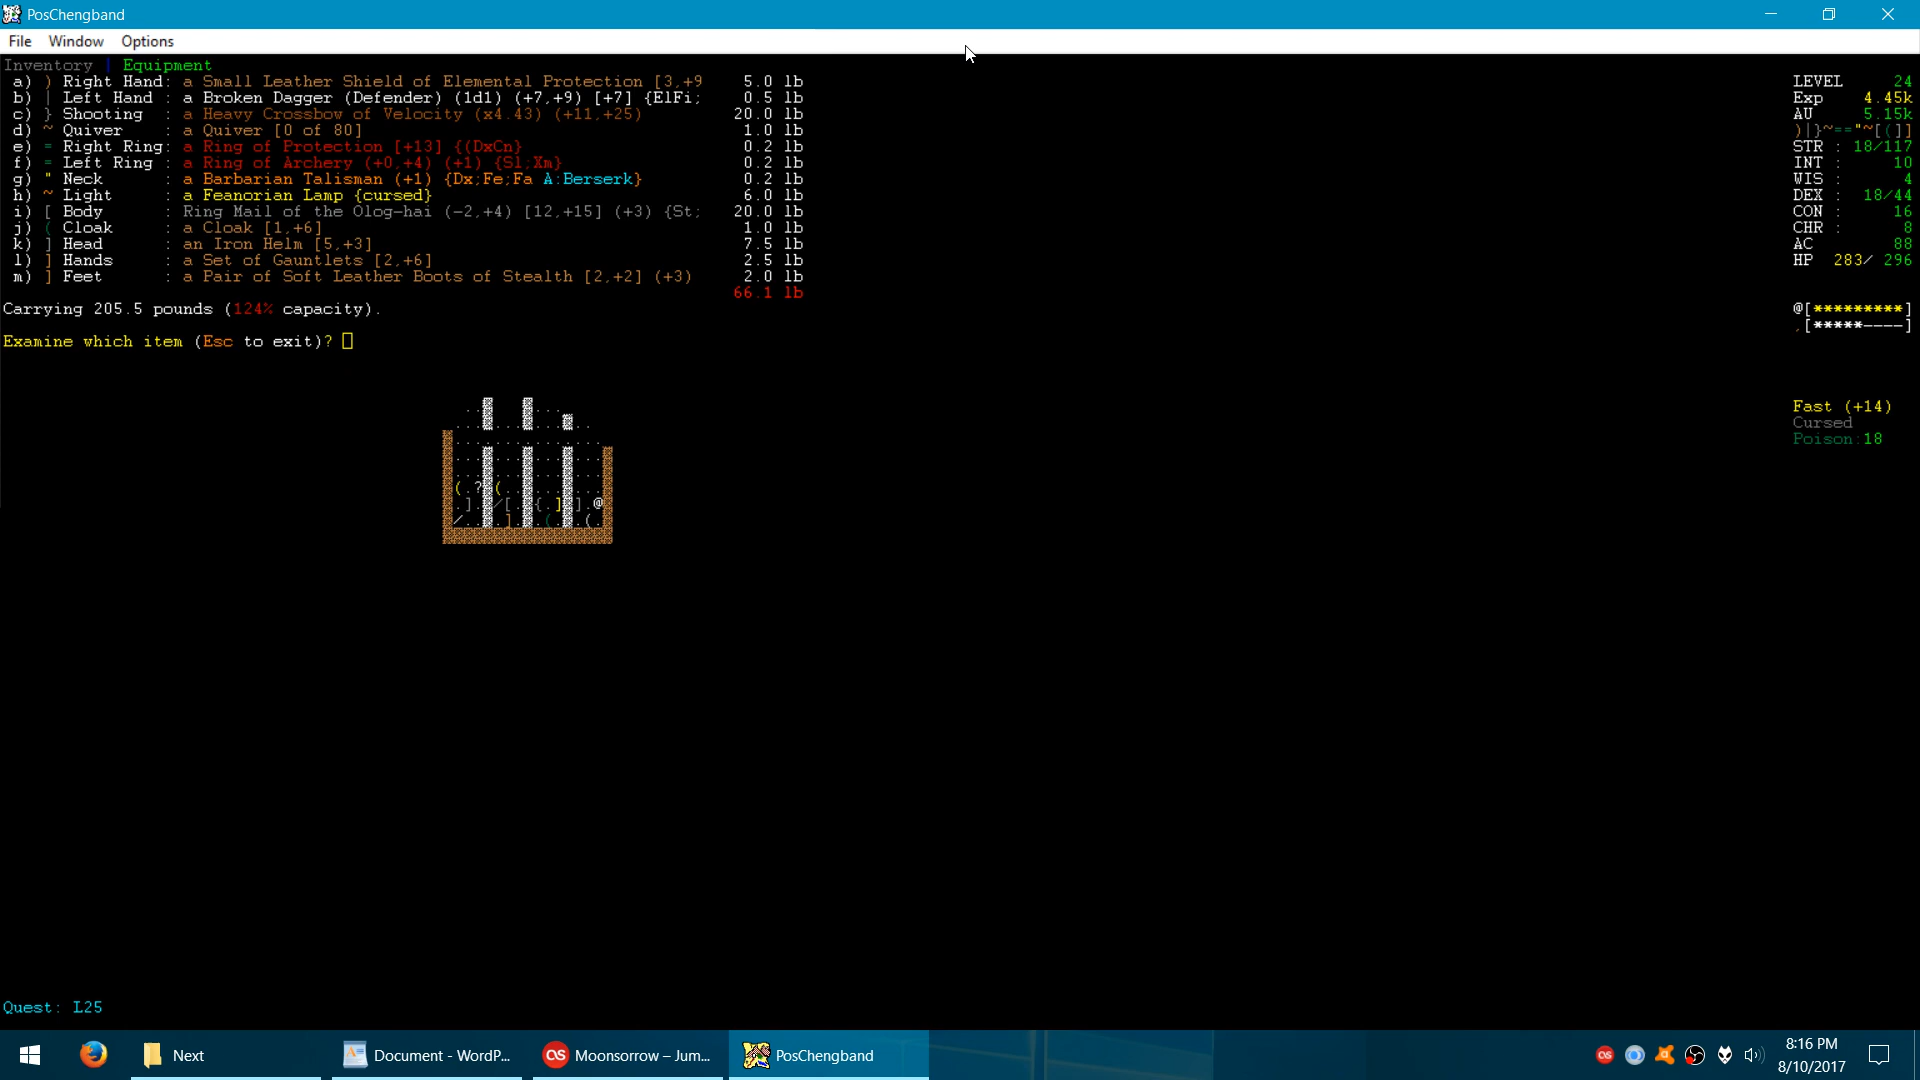 PosChengband
File Window Options
Inventory | Equipment
a) ) Right Hand: a Small Leather Shield of Elemental Protection [3,+9 5.0 lb
b) | Left Hand : a Broken Dagger (Defender) (1d1) (+7,+9) [+7] {ElFi; 0.5 lb
c) } Shooting : a Heavy Crossbow of Velocity (x4.43) (+11,+25) 20.0 lb
d) ~ Quiver : a Quiver [0 of 80] 1.0 lb
e) = Right Ring: a Ring of Protection [+13] {(DxCn} 0.2 lb
f) = Left Ring : a Ring of Archery (+0,+4) (+1) {Sl;Xm} 0.2 lb
g) " Neck : a Barbarian Talisman (+1) {Dx;Fe;Fa A:Berserk} 0.2 lb
h) ~ Light : a Feanorian Lamp {cursed} 6.0 lb
i) [ Body : Ring Mail of the Olog-hai (-2,+4) [12,+15] (+3) {St; 20.0 lb
j) ( Cloak : a Cloak [1,+6] 1.0 lb
k) ] Head : an Iron Helm [5,+3] 7.5 lb
l) ] Hands : a Set of Gauntlets [2,+6] 2.5 lb
m) ] Feet : a Pair of Soft Leather Boots of Stealth [2,+2] (+3) 2.0 lb
66.1 lb
Carrying 205.5 pounds (124% capacity).
Examine which item (Esc to exit)?
LEVEL 24
Exp 4.45k
AU 5.15k
)|}~=="~[(]]
STR : 18/117
INT : 10
WIS : 4
DEX : 18/44
CON : 16
CHR : 8
AC 88
HP 283/ 296
@[*********]
,[*****----]
Fast (+14)
Cursed
Poison:18
Quest: L25
Next
Document - WordP...
Moonsorrow – Jum...
PosChengband
8:16 PM
8/10/2017